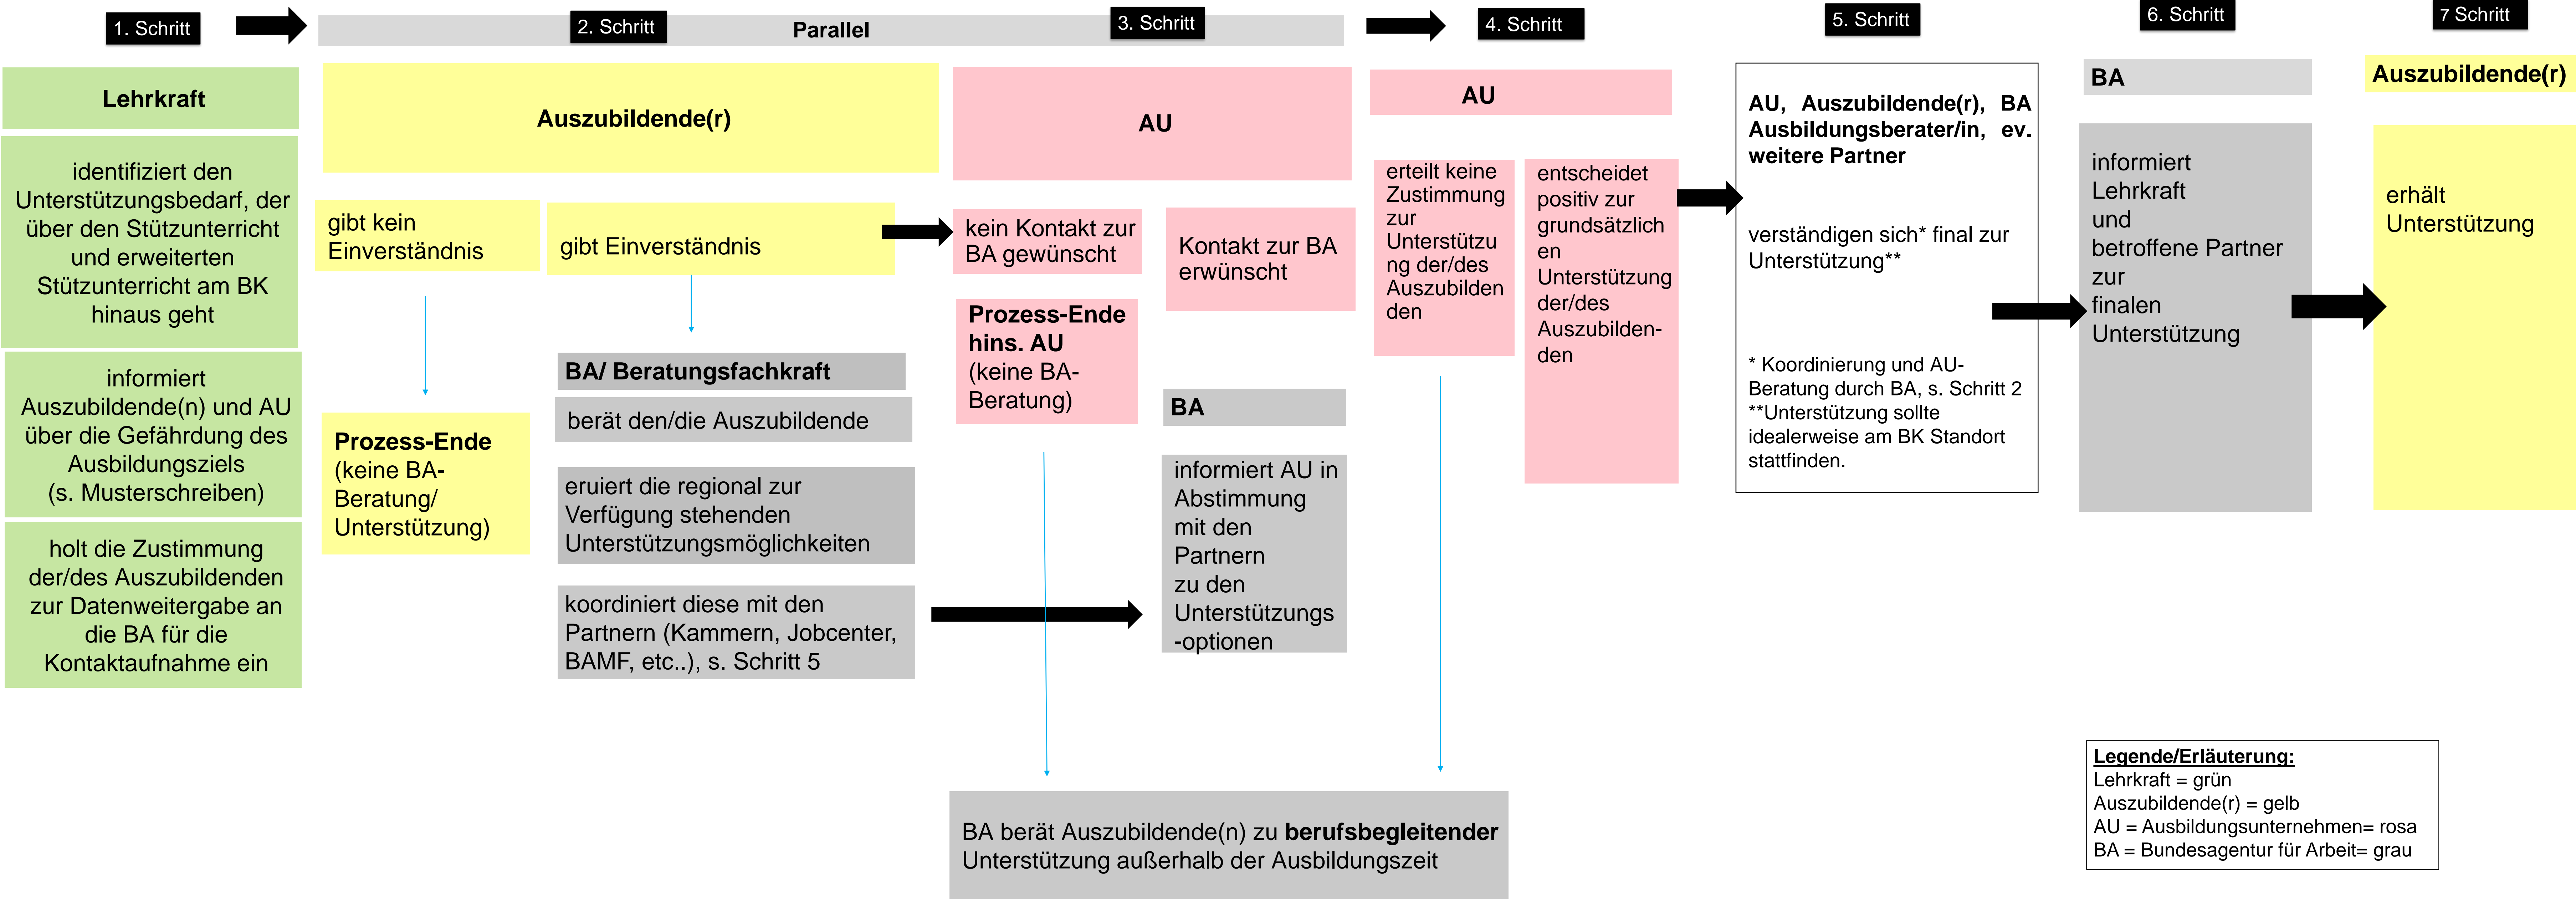 1. Schritt
2. Schritt
Parallel
3. Schritt
4. Schritt
5. Schritt
6. Schritt
7 Schritt
Lehrkraft
identifiziert den
Unterstützungsbedarf, der
über den Stützunterricht
und erweiterten
Stützunterricht am BK
hinaus geht
informiert
Auszubildende(n) und AU
über die Gefährdung des
Ausbildungsziels
(s. Musterschreiben)
holt die Zustimmung
der/des Auszubildenden
zur Datenweitergabe an
die BA für die
Kontaktaufnahme ein
Auszubildende(r)
gibt kein
Einverständnis
Prozess-Ende
(keine BA-
Beratung/
Unterstützung)
gibt Einverständnis
BA/ Beratungsfachkraft
berät den/die Auszubildende
eruiert die regional zur
Verfügung stehenden
Unterstützungsmöglichkeiten
koordiniert diese mit den
Partnern (Kammern, Jobcenter,
BAMF, etc..), s. Schritt 5
AU
kein Kontakt zur
BA gewünscht
Prozess-Ende
hins. AU
(keine BA-
Beratung)
Kontakt zur BA
erwünscht
BA
informiert AU in
Abstimmung
mit den
Partnern
zu den
Unterstützungs
-optionen
AU
erteilt keine
Zustimmung
zur
Unterstützu
ng der/des
Auszubilden
den
entscheidet
positiv zur
grundsätzlich
en
Unterstützung
der/des
Auszubilden-
den
BA berät Auszubildende(n) zu berufsbegleitender
Unterstützung außerhalb der Ausbildungszeit
AU, Auszubildende(r), BA
Ausbildungsberater/in, ev.
weitere Partner
verständigen sich* final zur
Unterstützung**
* Koordinierung und AU-
Beratung durch BA, s. Schritt 2
**Unterstützung sollte
idealerweise am BK Standort
stattfinden.
BA
informiert
Lehrkraft
und
betroffene Partner
zur
finalen
Unterstützung
Auszubildende(r)
erhält
Unterstützung
Legende/Erläuterung:
Lehrkraft = grün
Auszubildende(r) = gelb
AU = Ausbildungsunternehmen= rosa
BA = Bundesagentur für Arbeit= grau